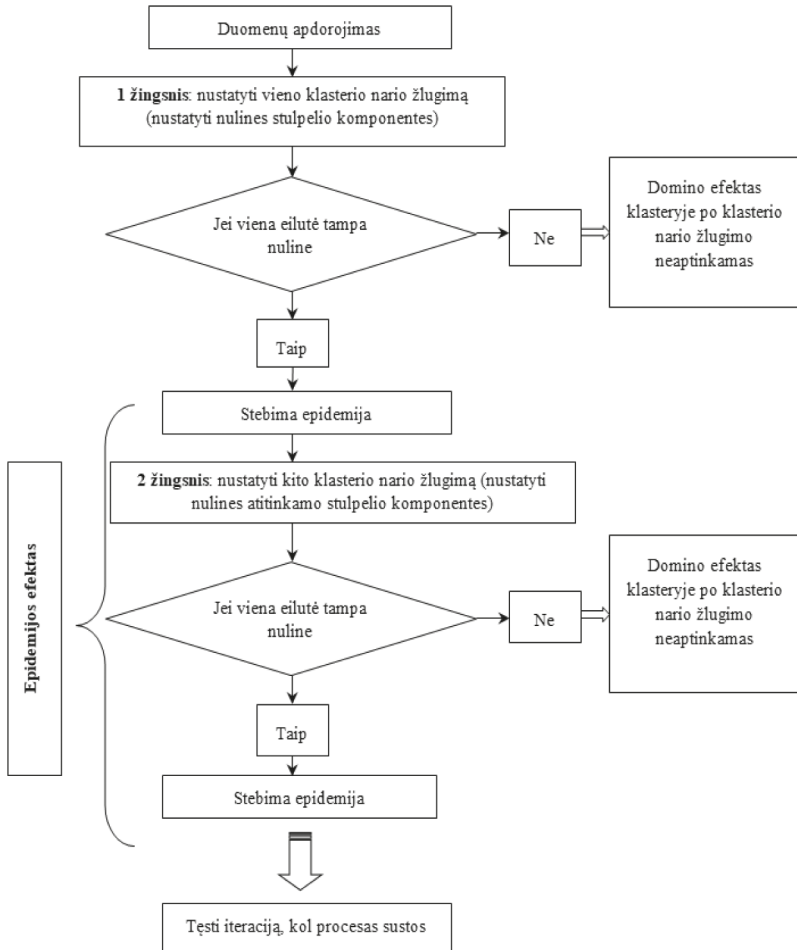 Duomenų apdorojimas
1 žingsnis: nustatyti vieno klasterio nario žlugimą
(nustatyti nulines stulpelio komponentes)
Jei viena eilutė tampa
nuline
Ne
Domino efektas
klasteryje po klasterio
nario žlugimo
neaptinkamas
Taip
Stebima epidemija
Epidemijos efektas
2 žingsnis: nustatyti kito klasterio nario žlugimą (nustatyti
nulines atitinkamo stulpelio komponentes)
Jei viena eilutė tampa
nuline
Ne
Domino efektas
klasteryje po klasterio
nario žlugimo
neaptinkamas
Taip
Stebima epidemija
Tęsti iteraciją, kol procesas sustos